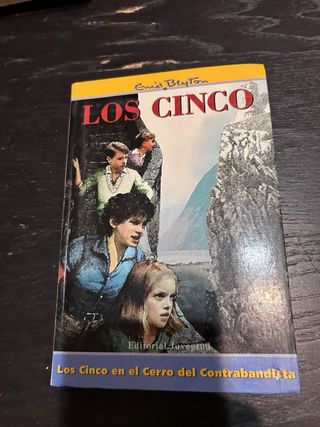 Enid Blyton
LOS CINCO
Editorial Juventud
Los Cinco en el Cerro del Contrabandista